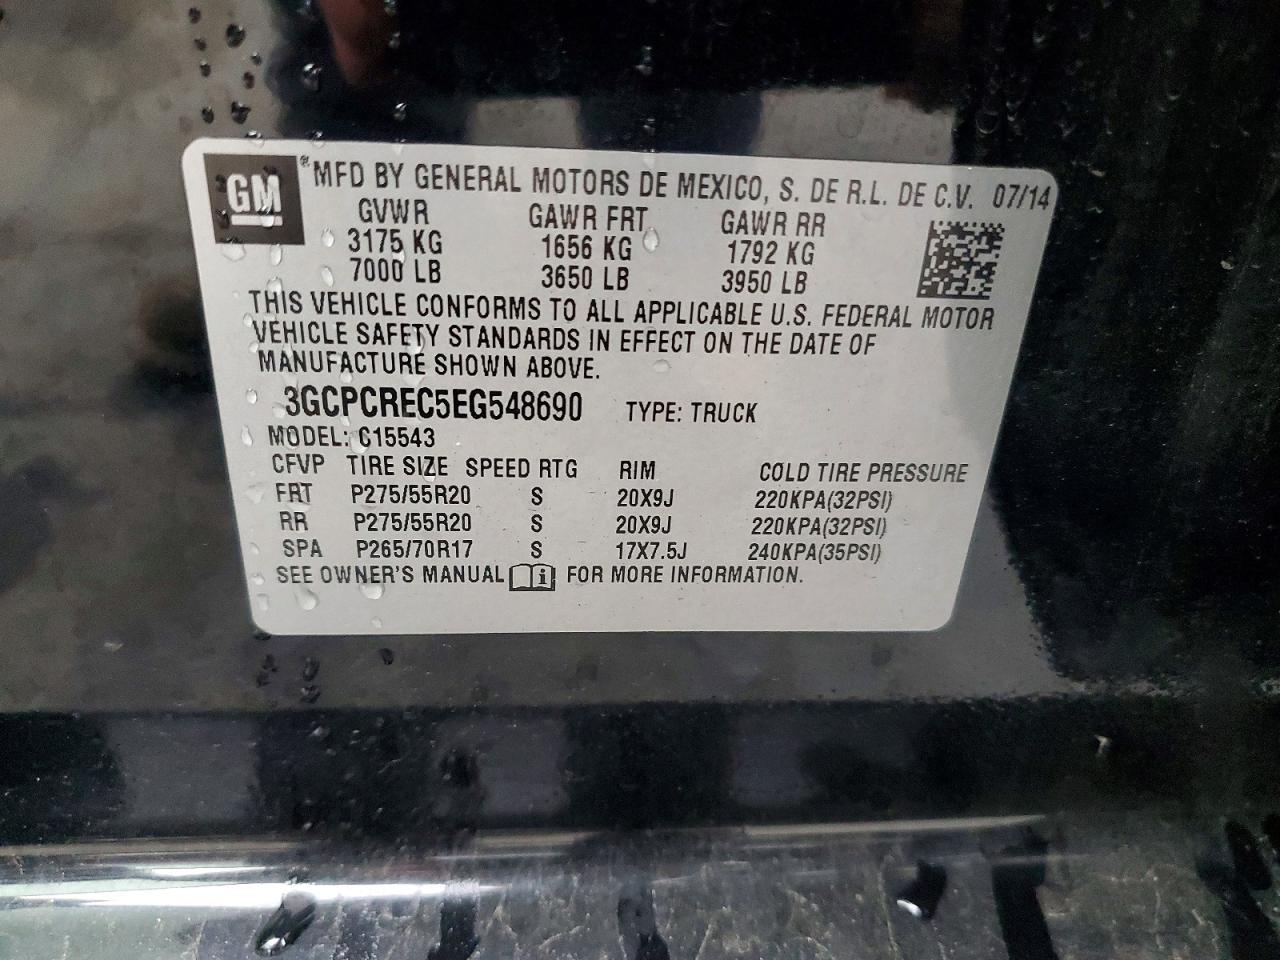 GM ® MFD BY GENERAL MOTORS DE MEXICO, S. DE R.L. DE C.V. 07/14
GVWR GAWR FRT GAWR RR
3175 KG 1656 KG 1792 KG
7000 LB 3650 LB 3950 LB
THIS VEHICLE CONFORMS TO ALL APPLICABLE U.S. FEDERAL MOTOR
VEHICLE SAFETY STANDARDS IN EFFECT ON THE DATE OF
MANUFACTURE SHOWN ABOVE.
3GCPCREC5EG548690 TYPE: TRUCK
MODEL: C15543
CFVP TIRE SIZE SPEED RTG RIM COLD TIRE PRESSURE
FRT P275/55R20 S 20X9J 220KPA(32PSI)
RR P275/55R20 S 20X9J 220KPA(32PSI)
SPA P265/70R17 S 17X7.5J 240KPA(35PSI)
SEE OWNER'S MANUAL i FOR MORE INFORMATION.